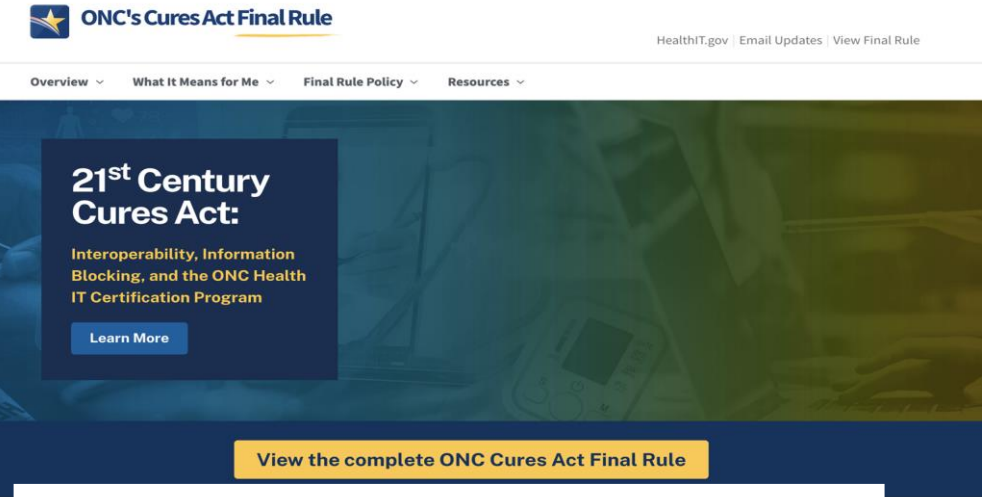 ONC's Cures Act Final Rule
HealthIT.gov | Email Updates | View Final Rule
Overview
What It Means for Me
Final Rule Policy
Resources
21st Century
Cures Act:
Interoperability, Information
Blocking, and the ONC Health
IT Certification Program
Learn More
View the complete ONC Cures Act Final Rule